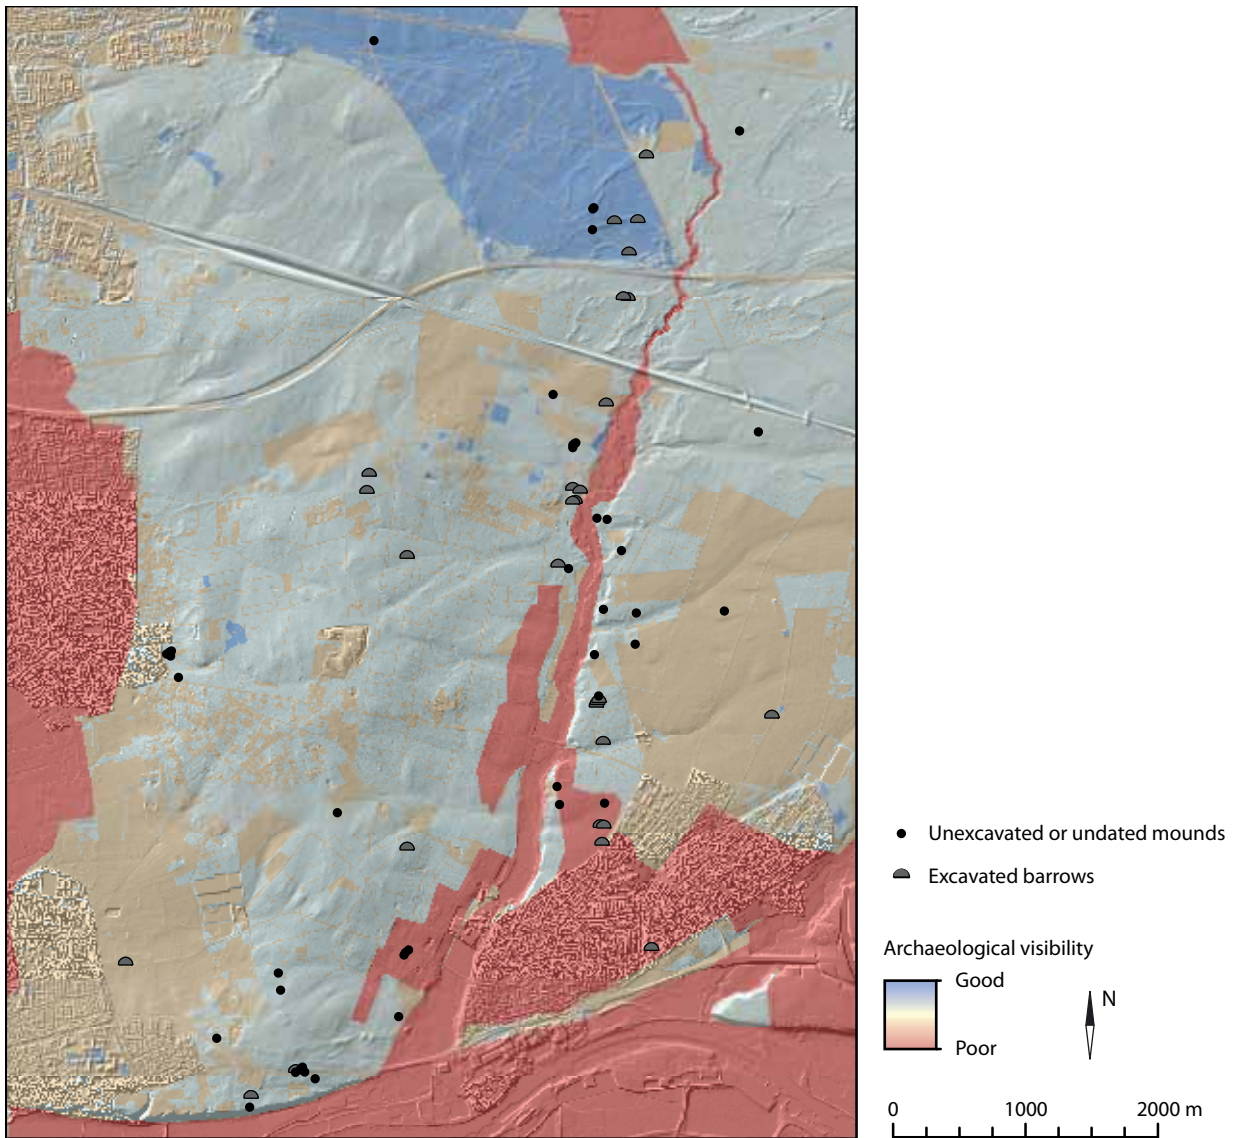 Unexcavated or undated mounds
Excavated barrows
Archaeological visibility
Good
Poor
N
0 1000 2000 m